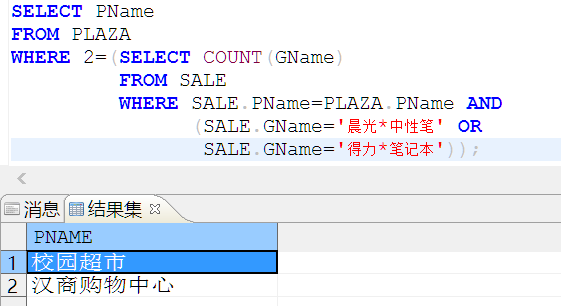 SELECT PName
FROM PLAZA
WHERE 2=(SELECT COUNT(GName)
FROM SALE
WHERE SALE.PName=PLAZA.PName AND
(SALE.GName='晨光*中性笔' OR
SALE.GName='得力*笔记本'));
消息 结果集
PNAME
1 校园超市
2 汉商购物中心